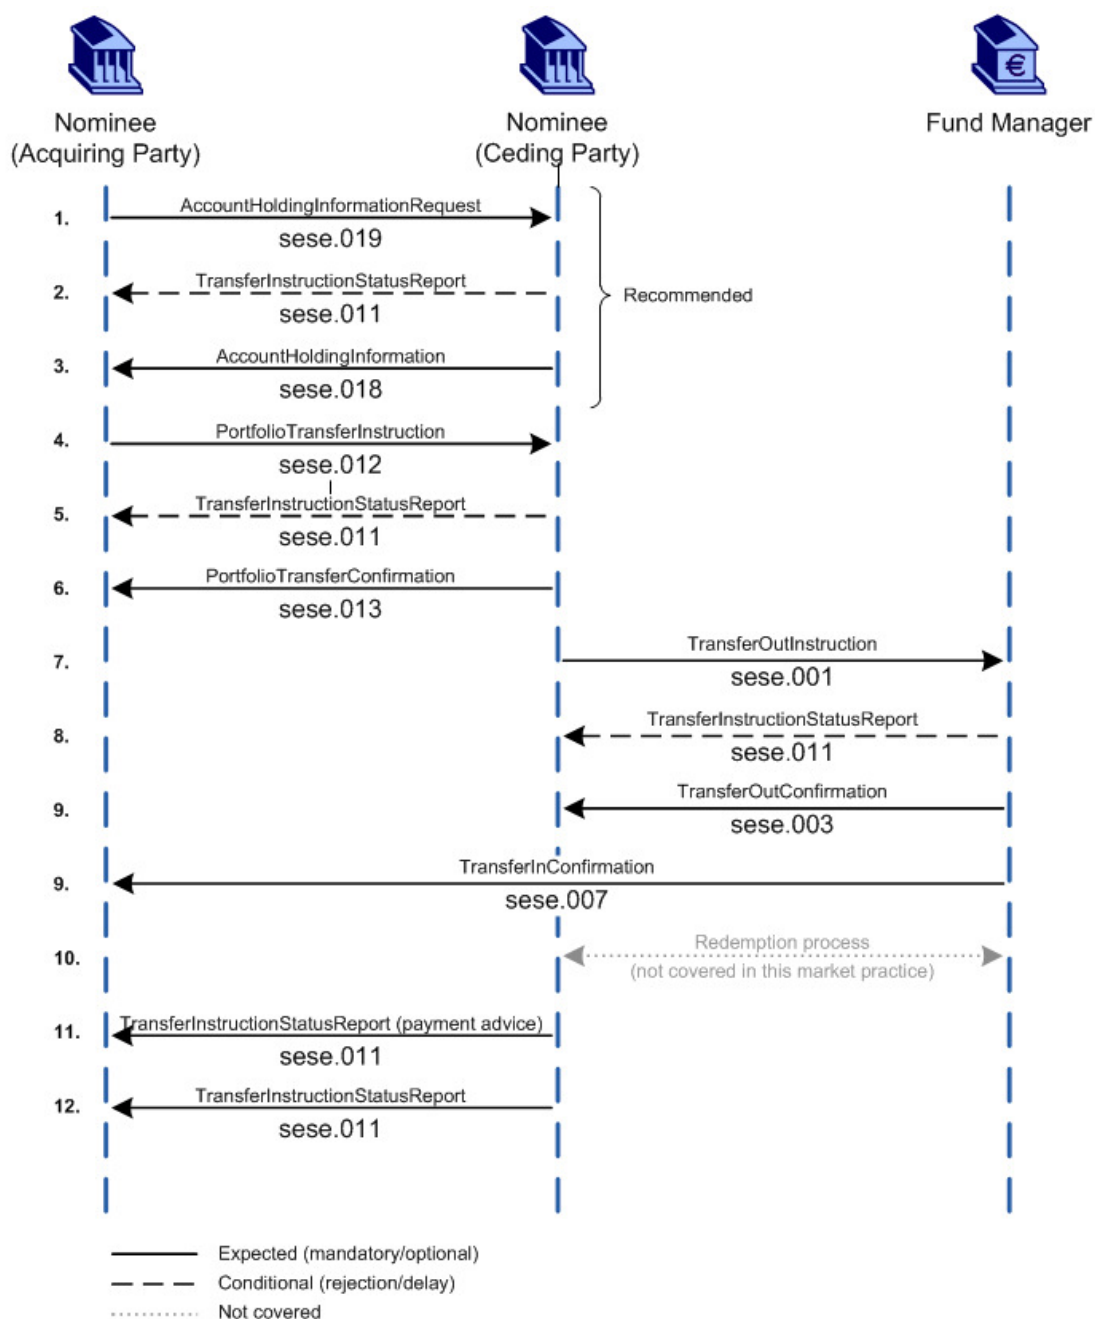 Nominee
(Acquiring Party)
Nominee
(Ceding Party)
Fund Manager
€
1.
AccountHoldingInformationRequest
sese.019
2.
TransferInstructionStatusReport
sese.011
Recommended
3.
AccountHoldingInformation
sese.018
4.
PortfolioTransferInstruction
sese.012
5.
TransferInstructionStatusReport
sese.011
6.
PortfolioTransferConfirmation
sese.013
7.
TransferOutInstruction
sese.001
8.
TransferInstructionStatusReport
sese.011
9.
TransferOutConfirmation
sese.003
9.
TransferInConfirmation
sese.007
10.
Redemption process
(not covered in this market practice)
11.
TransferInstructionStatusReport (payment advice)
sese.011
12.
TransferInstructionStatusReport
sese.011
Expected (mandatory/optional)
Conditional (rejection/delay)
Not covered